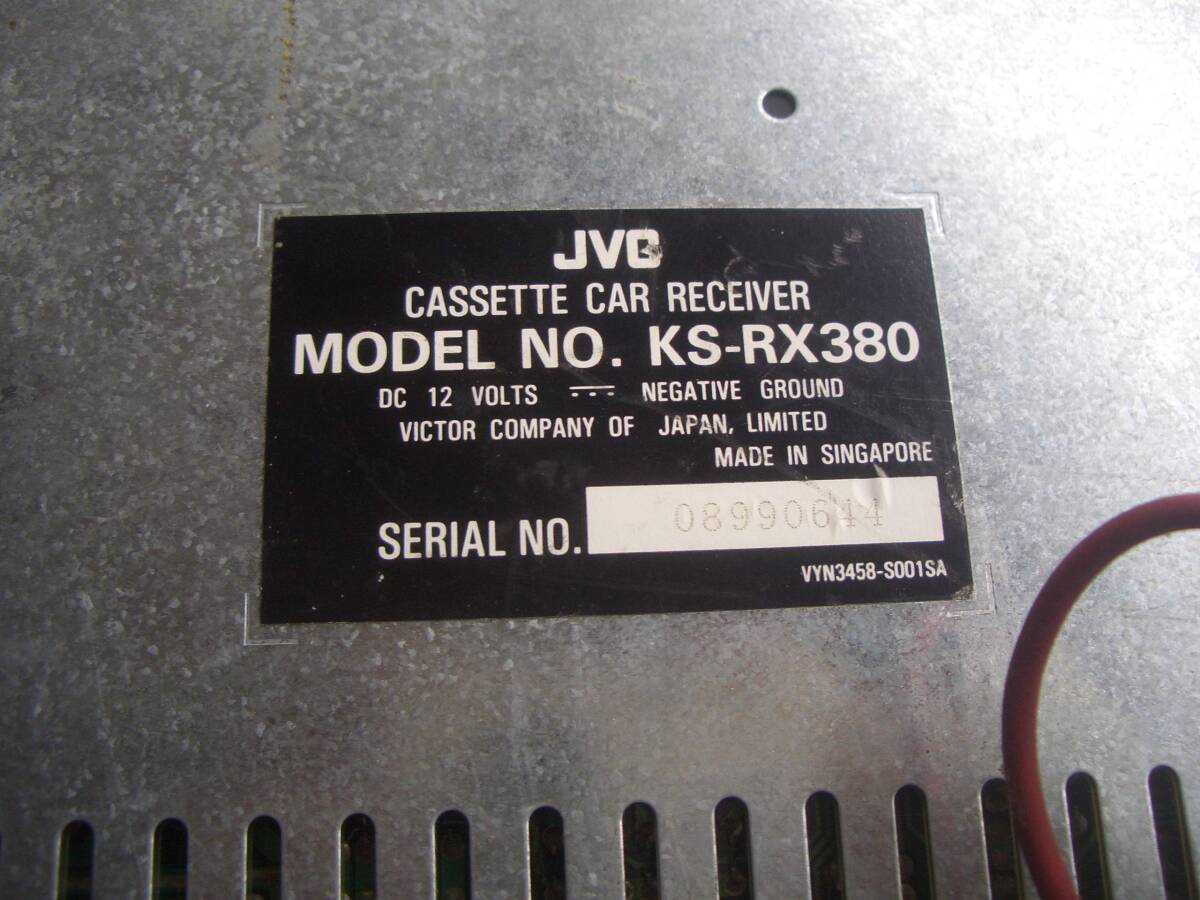 JVC
CASSETTE CAR RECEIVER
MODEL NO. KS-RX380
DC 12 VOLTS ⎓ NEGATIVE GROUND
VICTOR COMPANY OF JAPAN, LIMITED
MADE IN SINGAPORE
SERIAL NO. 08990644
VYN3458-S001SA